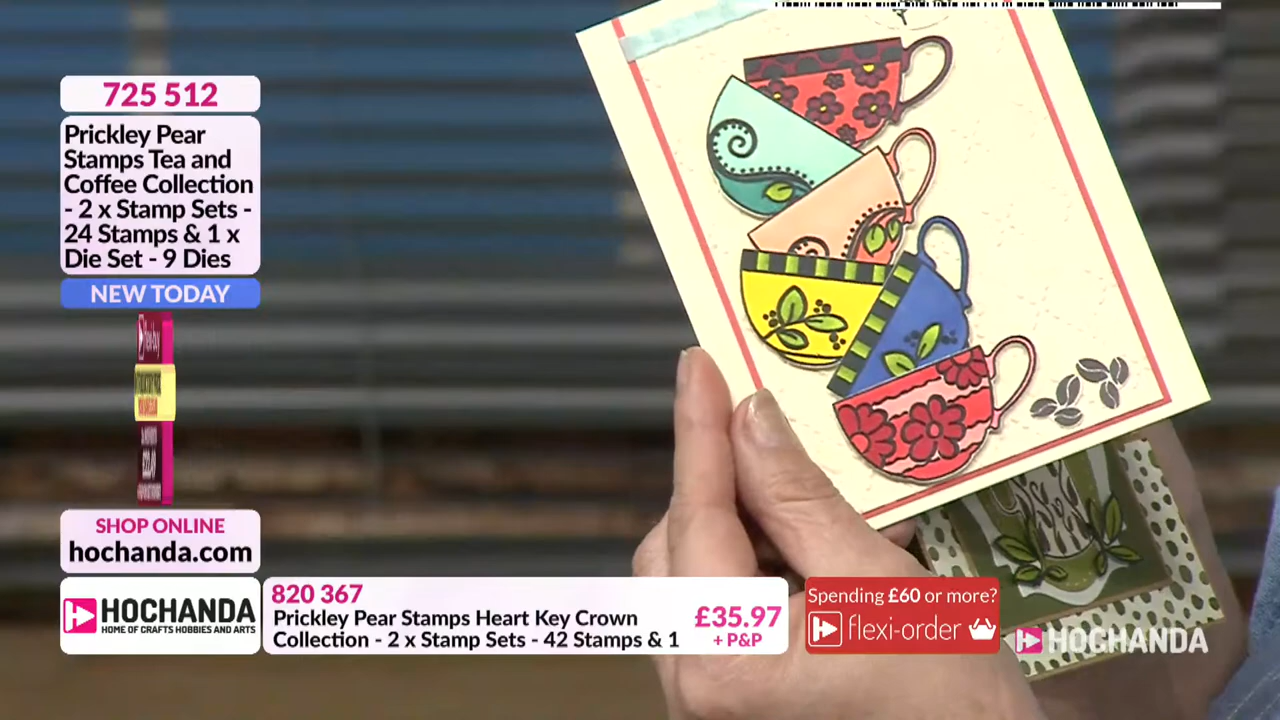 725 512
Prickley Pear
Stamps Tea and
Coffee Collection
- 2 x Stamp Sets -
24 Stamps & 1 x
Die Set - 9 Dies
NEW TODAY
SHOP ONLINE
hochanda.com
HOCHANDA
HOME OF CRAFTS HOBBIES AND ARTS
820 367
Prickley Pear Stamps Heart Key Crown
Collection - 2 x Stamp Sets - 42 Stamps & 1
£35.97
+ P&P
Spending £60 or more?
flexi-order
HOCHANDA